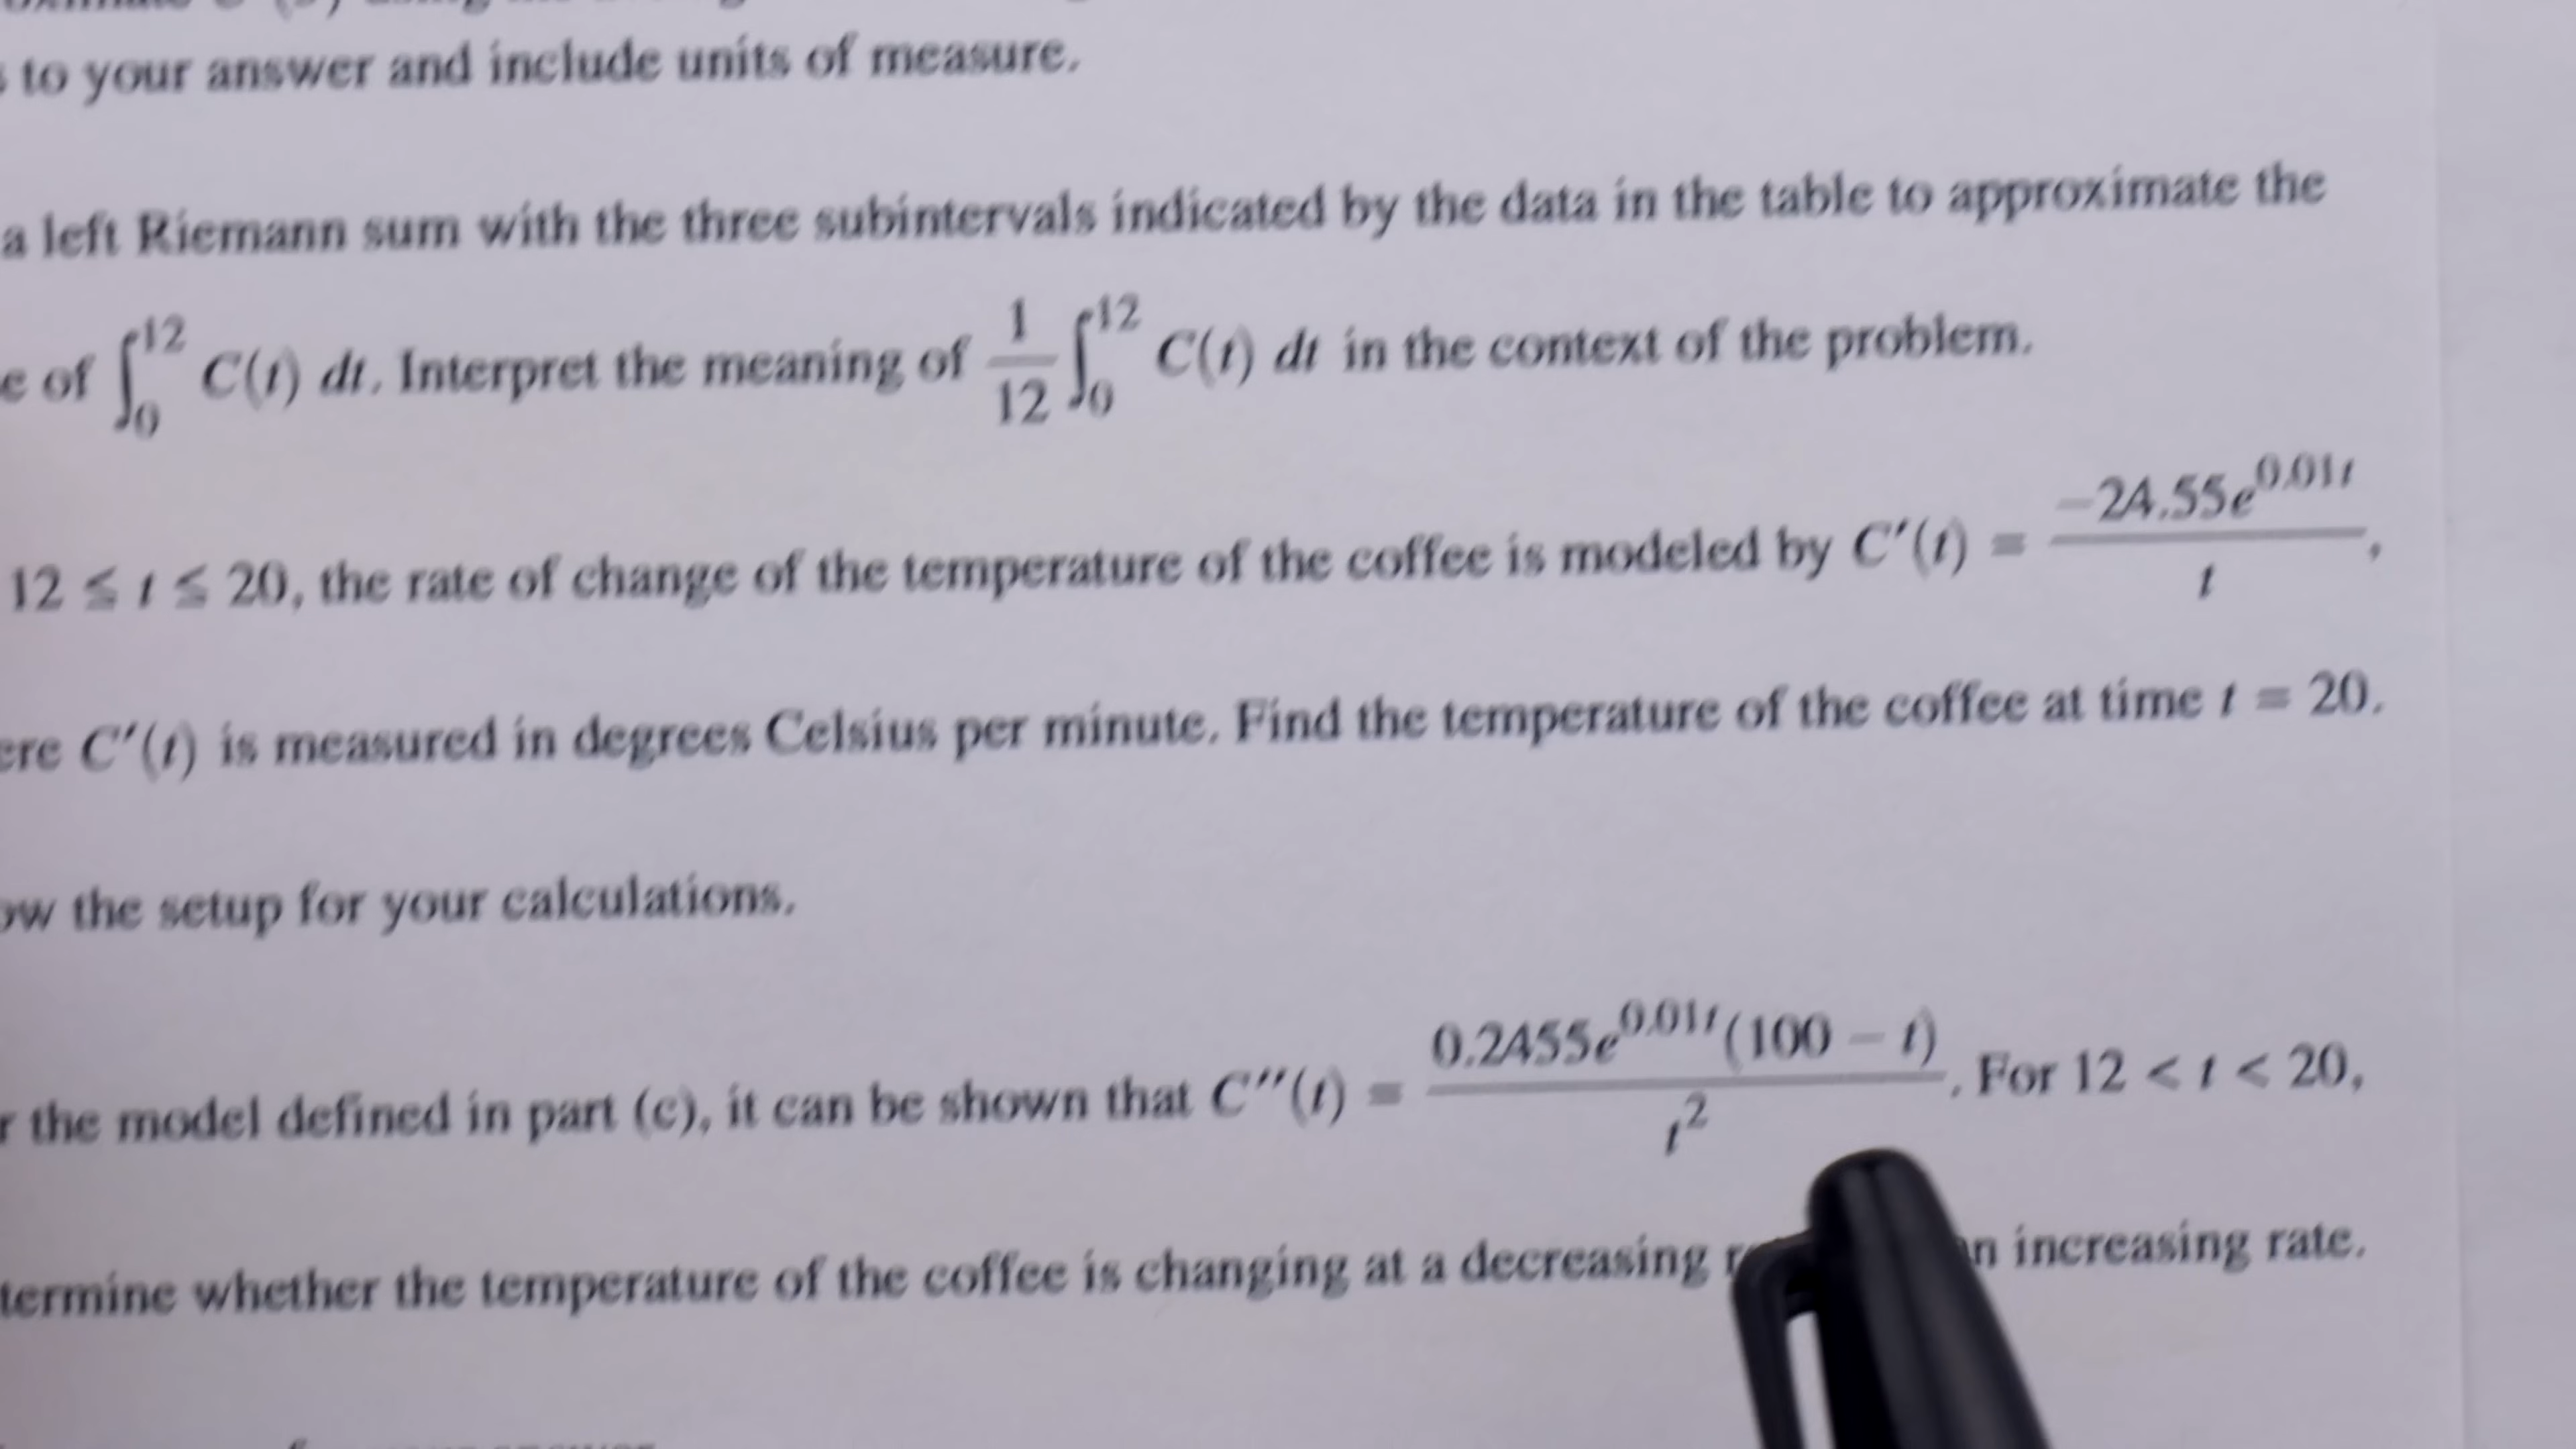 to your answer and include units of measure.
a left Riemann sum with the three subintervals indicated by the data in the table to approximate the
of ∫₀¹² C(t) dt. Interpret the meaning of 1/12 ∫₀¹² C(t) dt in the context of the problem.
12 ≤ t ≤ 20, the rate of change of the temperature of the coffee is modeled by C′(t) = −24.55e^(0.01t) / t,
C′(t) is measured in degrees Celsius per minute. Find the temperature of the coffee at time t = 20.
the setup for your calculations.
the model defined in part (c), it can be shown that C″(t) = 0.2455e^(0.01t)(100 − t) / t². For 12 < t < 20,
whether the temperature of the coffee is changing at a decreasing increasing rate.